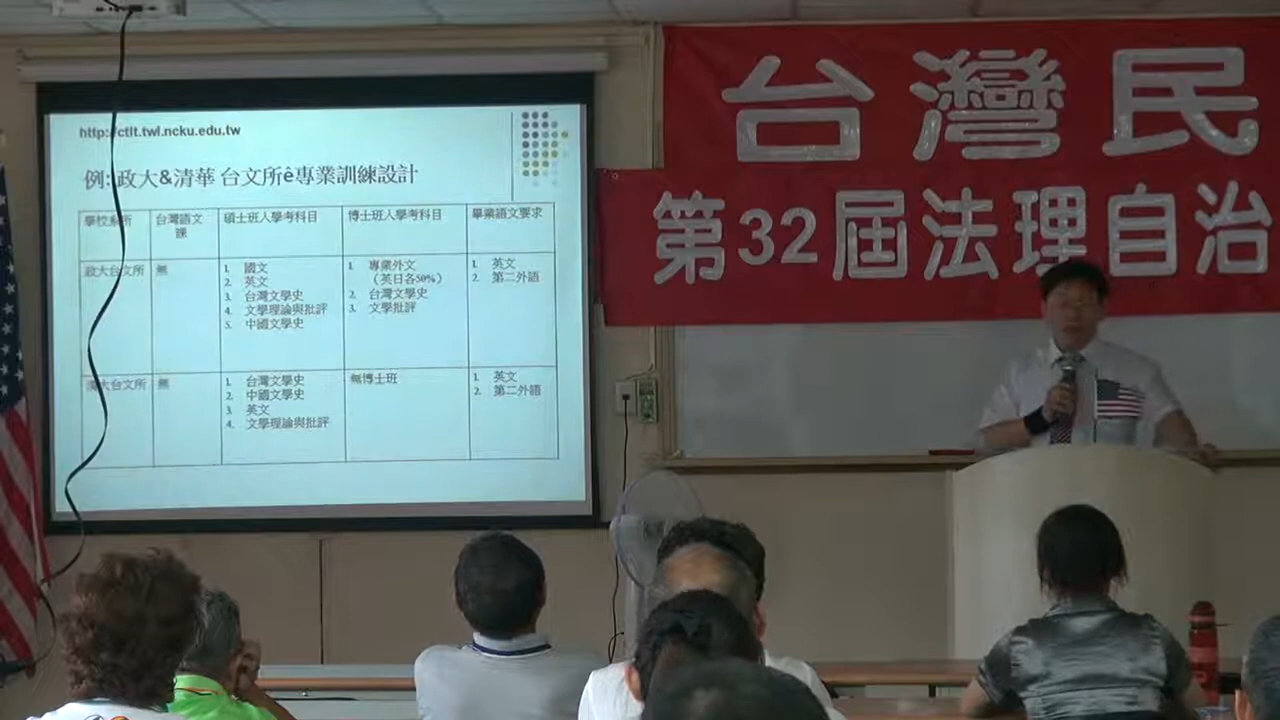 http://ctlt.twl.ncku.edu.tw
例: 政大&清華 台文所ê專業訓練設計
學校系所
台灣語文課
碩士班入學考科目
博士班入學考科目
畢業語文要求
政大台文所
無
1. 國文
2. 英文
3. 台灣文學史
4. 文學理論與批評
5. 中國文學史
1. 專業外文
（英日各50%）
2. 台灣文學史
3. 文學批評
1. 英文
2. 第二外語
清大台文所
無
1. 台灣文學史
2. 中國文學史
3. 英文
4. 文學理論與批評
無博士班
1. 英文
2. 第二外語
台灣民
第32屆法理自治